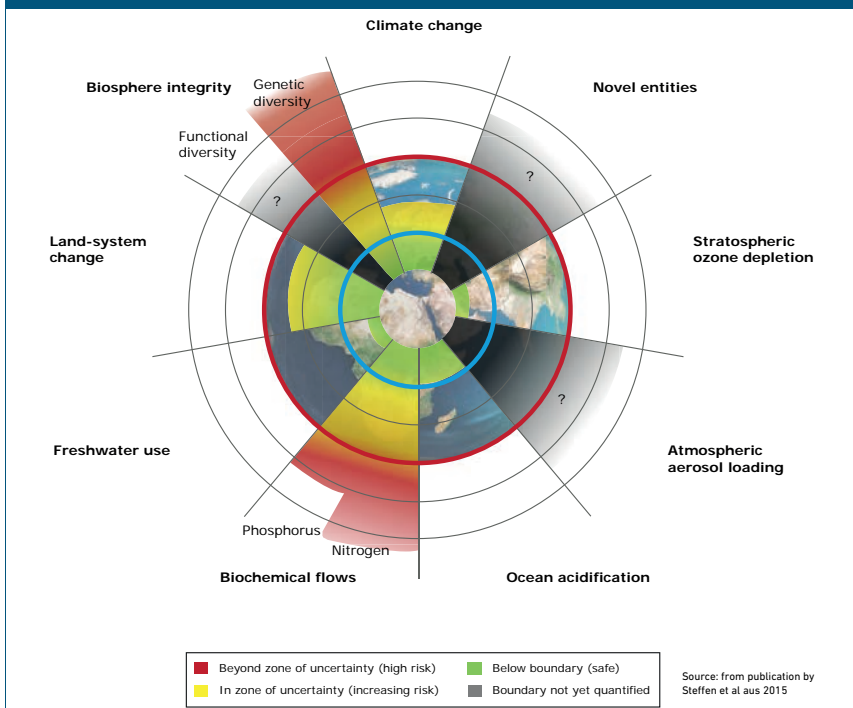 Climate change
Biosphere integrity
Genetic
diversity
Novel entities
Functional
diversity
?
?
Land-system
change
Stratospheric
ozone depletion
?
Freshwater use
Atmospheric
aerosol loading
Phosphorus
Nitrogen
Biochemical flows
Ocean acidification
Beyond zone of uncertainty (high risk)
Below boundary (safe)
In zone of uncertainty (increasing risk)
Boundary not yet quantified
Source: from publication by
Steffen et al aus 2015